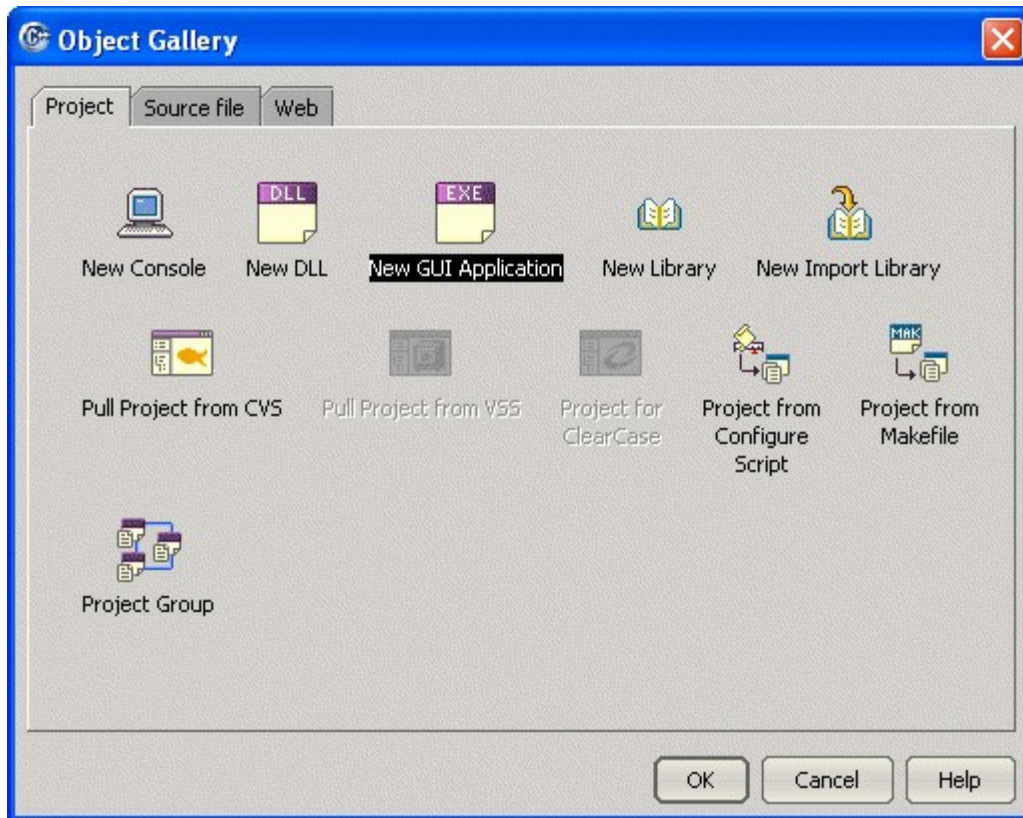 Object Gallery
Project
Source file
Web
DLL
EXE
New Console
New DLL
New GUI Application
New Library
New Import Library
MAK
Pull Project from CVS
Pull Project from VSS
Project for
ClearCase
Project from
Configure
Script
Project from
Makefile
Project Group
OK
Cancel
Help